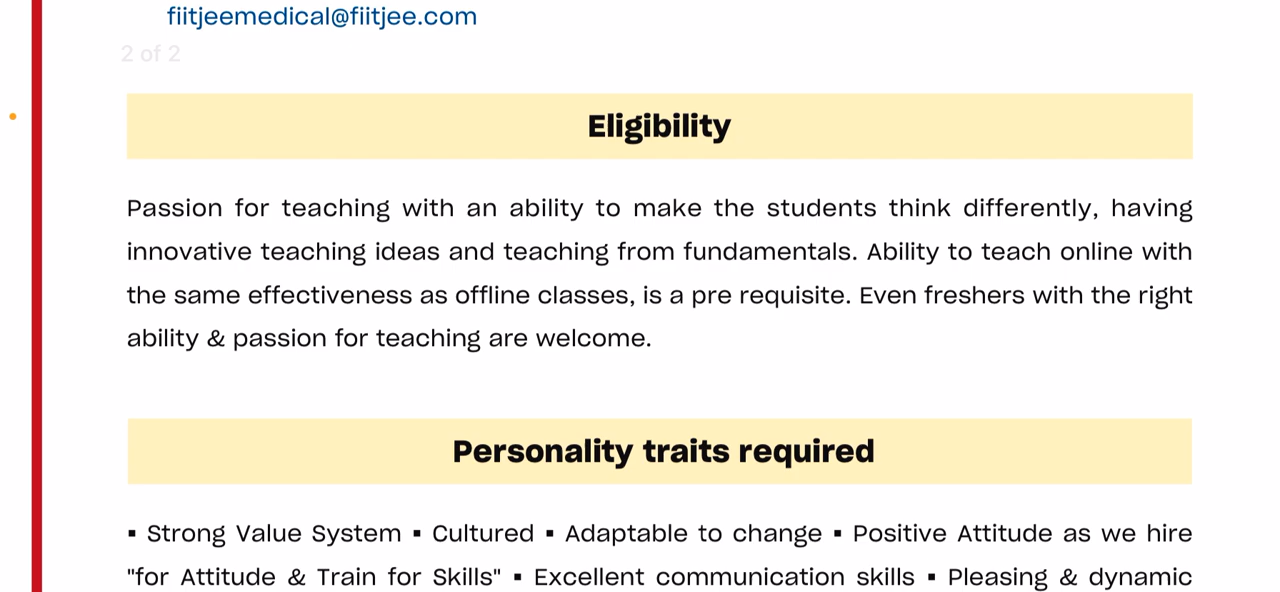 fiitjeemedical@fiitjee.com
2 of 2
Eligibility
Passion for teaching with an ability to make the students think differently, having
innovative teaching ideas and teaching from fundamentals. Ability to teach online with
the same effectiveness as offline classes, is a pre requisite. Even freshers with the right
ability & passion for teaching are welcome.
Personality traits required
▪ Strong Value System ▪ Cultured ▪ Adaptable to change ▪ Positive Attitude as we hire
"for Attitude & Train for Skills" ▪ Excellent communication skills ▪ Pleasing & dynamic